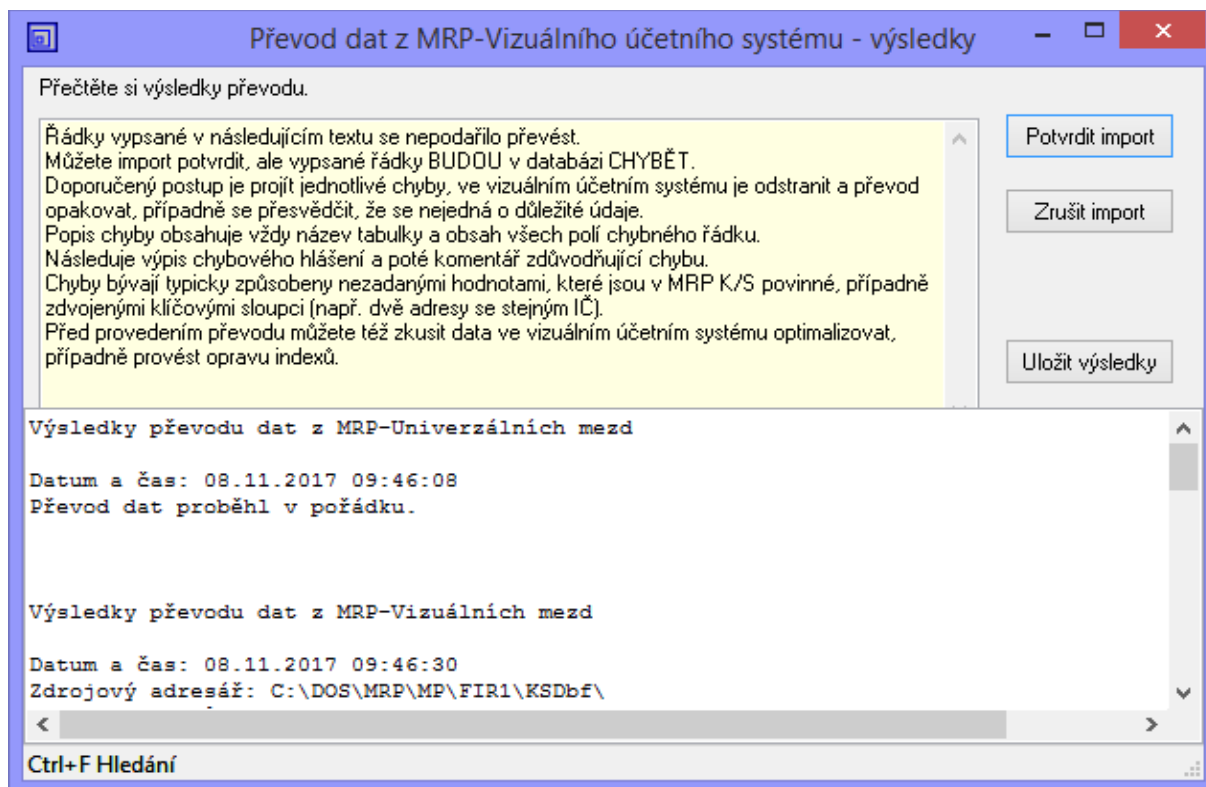 Převod dat z MRP-Vizuálního účetního systému - výsledky
Přečtěte si výsledky převodu.
Řádky vypsané v následujícím textu se nepodařilo převést.
Můžete import potvrdit, ale vypsané řádky BUDOU v databázi CHYBĚT.
Doporučený postup je projít jednotlivé chyby, ve vizuálním účetním systému je odstranit a převod
opakovat, případně se přesvědčit, že se nejedná o důležité údaje.
Popis chyby obsahuje vždy název tabulky a obsah všech polí chybného řádku.
Následuje výpis chybového hlášení a poté komentář zdůvodňující chybu.
Chyby bývají typicky způsobeny nezadanými hodnotami, které jsou v MRP K/S povinné, případně
zdvojenými klíčovými sloupci (např. dvě adresy se stejným IČ).
Před provedením převodu můžete též zkusit data ve vizuálním účetním systému optimalizovat,
případně provést opravu indexů.
Potvrdit import
Zrušit import
Uložit výsledky
Výsledky převodu dat z MRP-Univerzálních mezd
Datum a čas: 08.11.2017 09:46:08
Převod dat proběhl v pořádku.
Výsledky převodu dat z MRP-Vizuálních mezd
Datum a čas: 08.11.2017 09:46:30
Zdrojový adresář: C:\DOS\MRP\MP\FIR1\KSDbf\
Ctrl+F Hledání